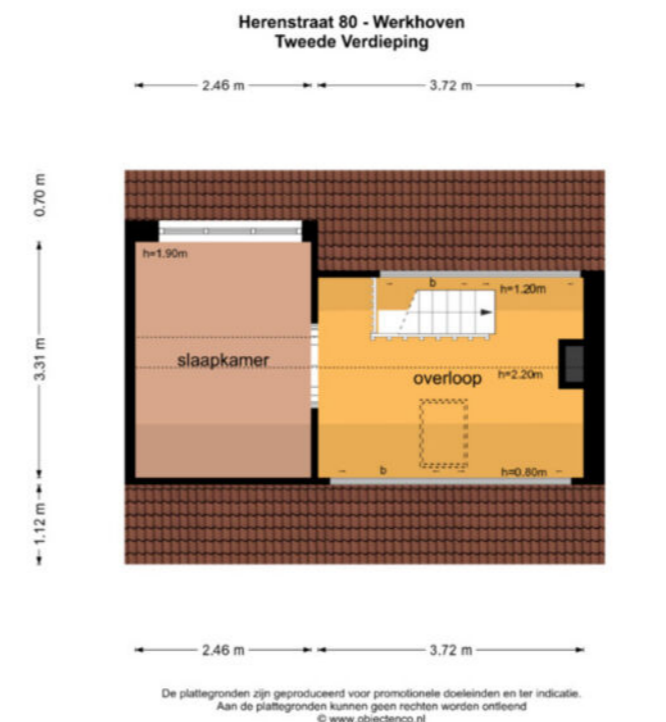 Herenstraat 80 - Werkhoven
Tweede Verdieping
2.46 m
3.72 m
0.70 m
h=1.90m
b
h=1.20m
3.31 m
slaapkamer
overloop
h=2.20m
b
h=0.80m
1.12 m
2.46 m
3.72 m
De plattegronden zijn geproduceerd voor promotionele doeleinden en ter indicatie.
Aan de plattegronden kunnen geen rechten worden ontleend
© www.objectenco.nl